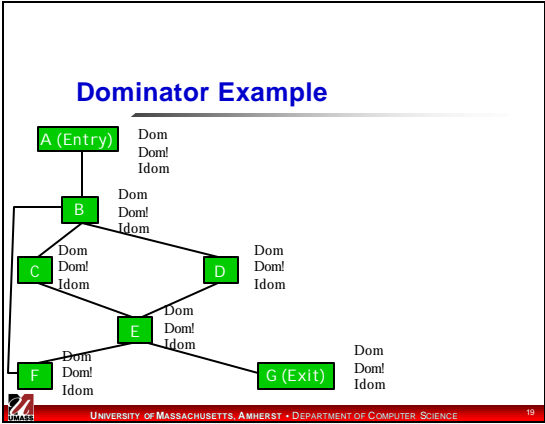 Dominator Example
A (Entry)
Dom
Dom!
Idom
B
Dom
Dom!
Idom
C
Dom
Dom!
Idom
D
Dom
Dom!
Idom
E
Dom
Dom!
Idom
F
Dom
Dom!
Idom
G (Exit)
Dom
Dom!
Idom
UMASS
UNIVERSITY OF MASSACHUSETTS, AMHERST • DEPARTMENT OF COMPUTER SCIENCE
19